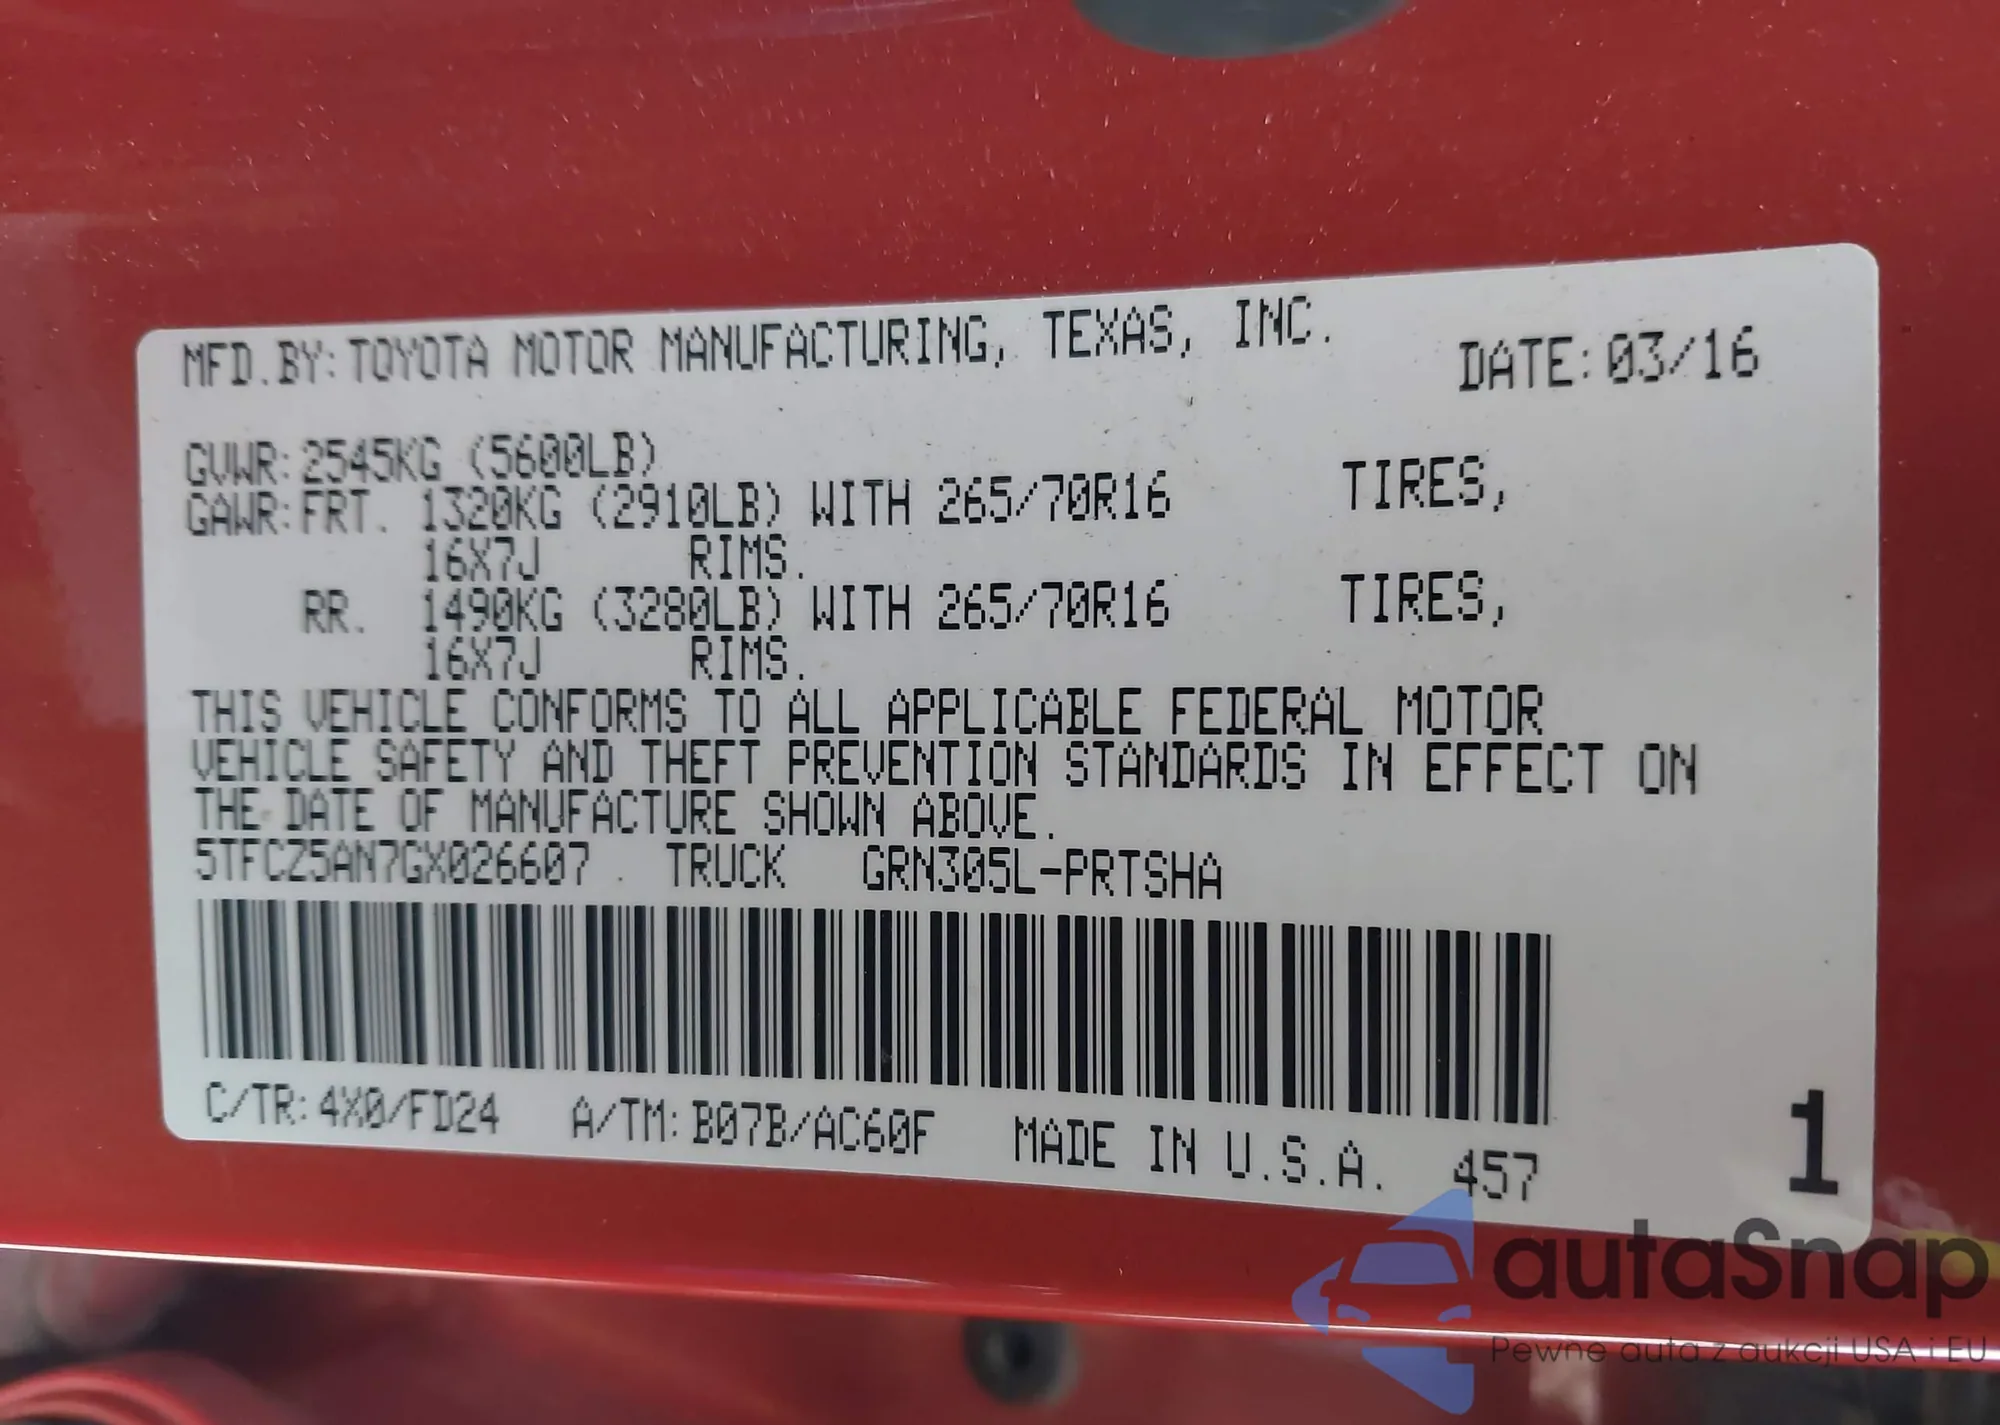 MFD.BY:TOYOTA MOTOR MANUFACTURING, TEXAS, INC. DATE:03/16
GVWR:2545KG (5600LB)
GAWR:FRT. 1320KG (2910LB) WITH 265/70R16 TIRES,
16X7J RIMS.
RR. 1490KG (3280LB) WITH 265/70R16 TIRES,
16X7J RIMS.
THIS VEHICLE CONFORMS TO ALL APPLICABLE FEDERAL MOTOR
VEHICLE SAFETY AND THEFT PREVENTION STANDARDS IN EFFECT ON
THE DATE OF MANUFACTURE SHOWN ABOVE.
5TFCZ5AN7GX026607 TRUCK GRN305L-PRTSHA
C/TR:4X0/FD24 A/TM:B07B/AC60F MADE IN U.S.A. 457 1
autaSnap
Pewne auta z aukcji USA i EU